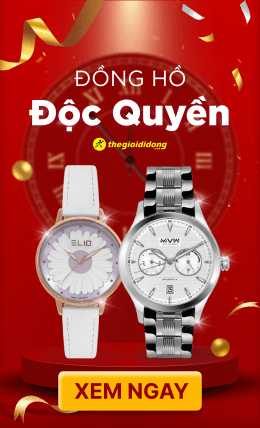 ĐỒNG HỒ
Độc Quyền
thegioididong
ELIO
MVW
XEM NGAY